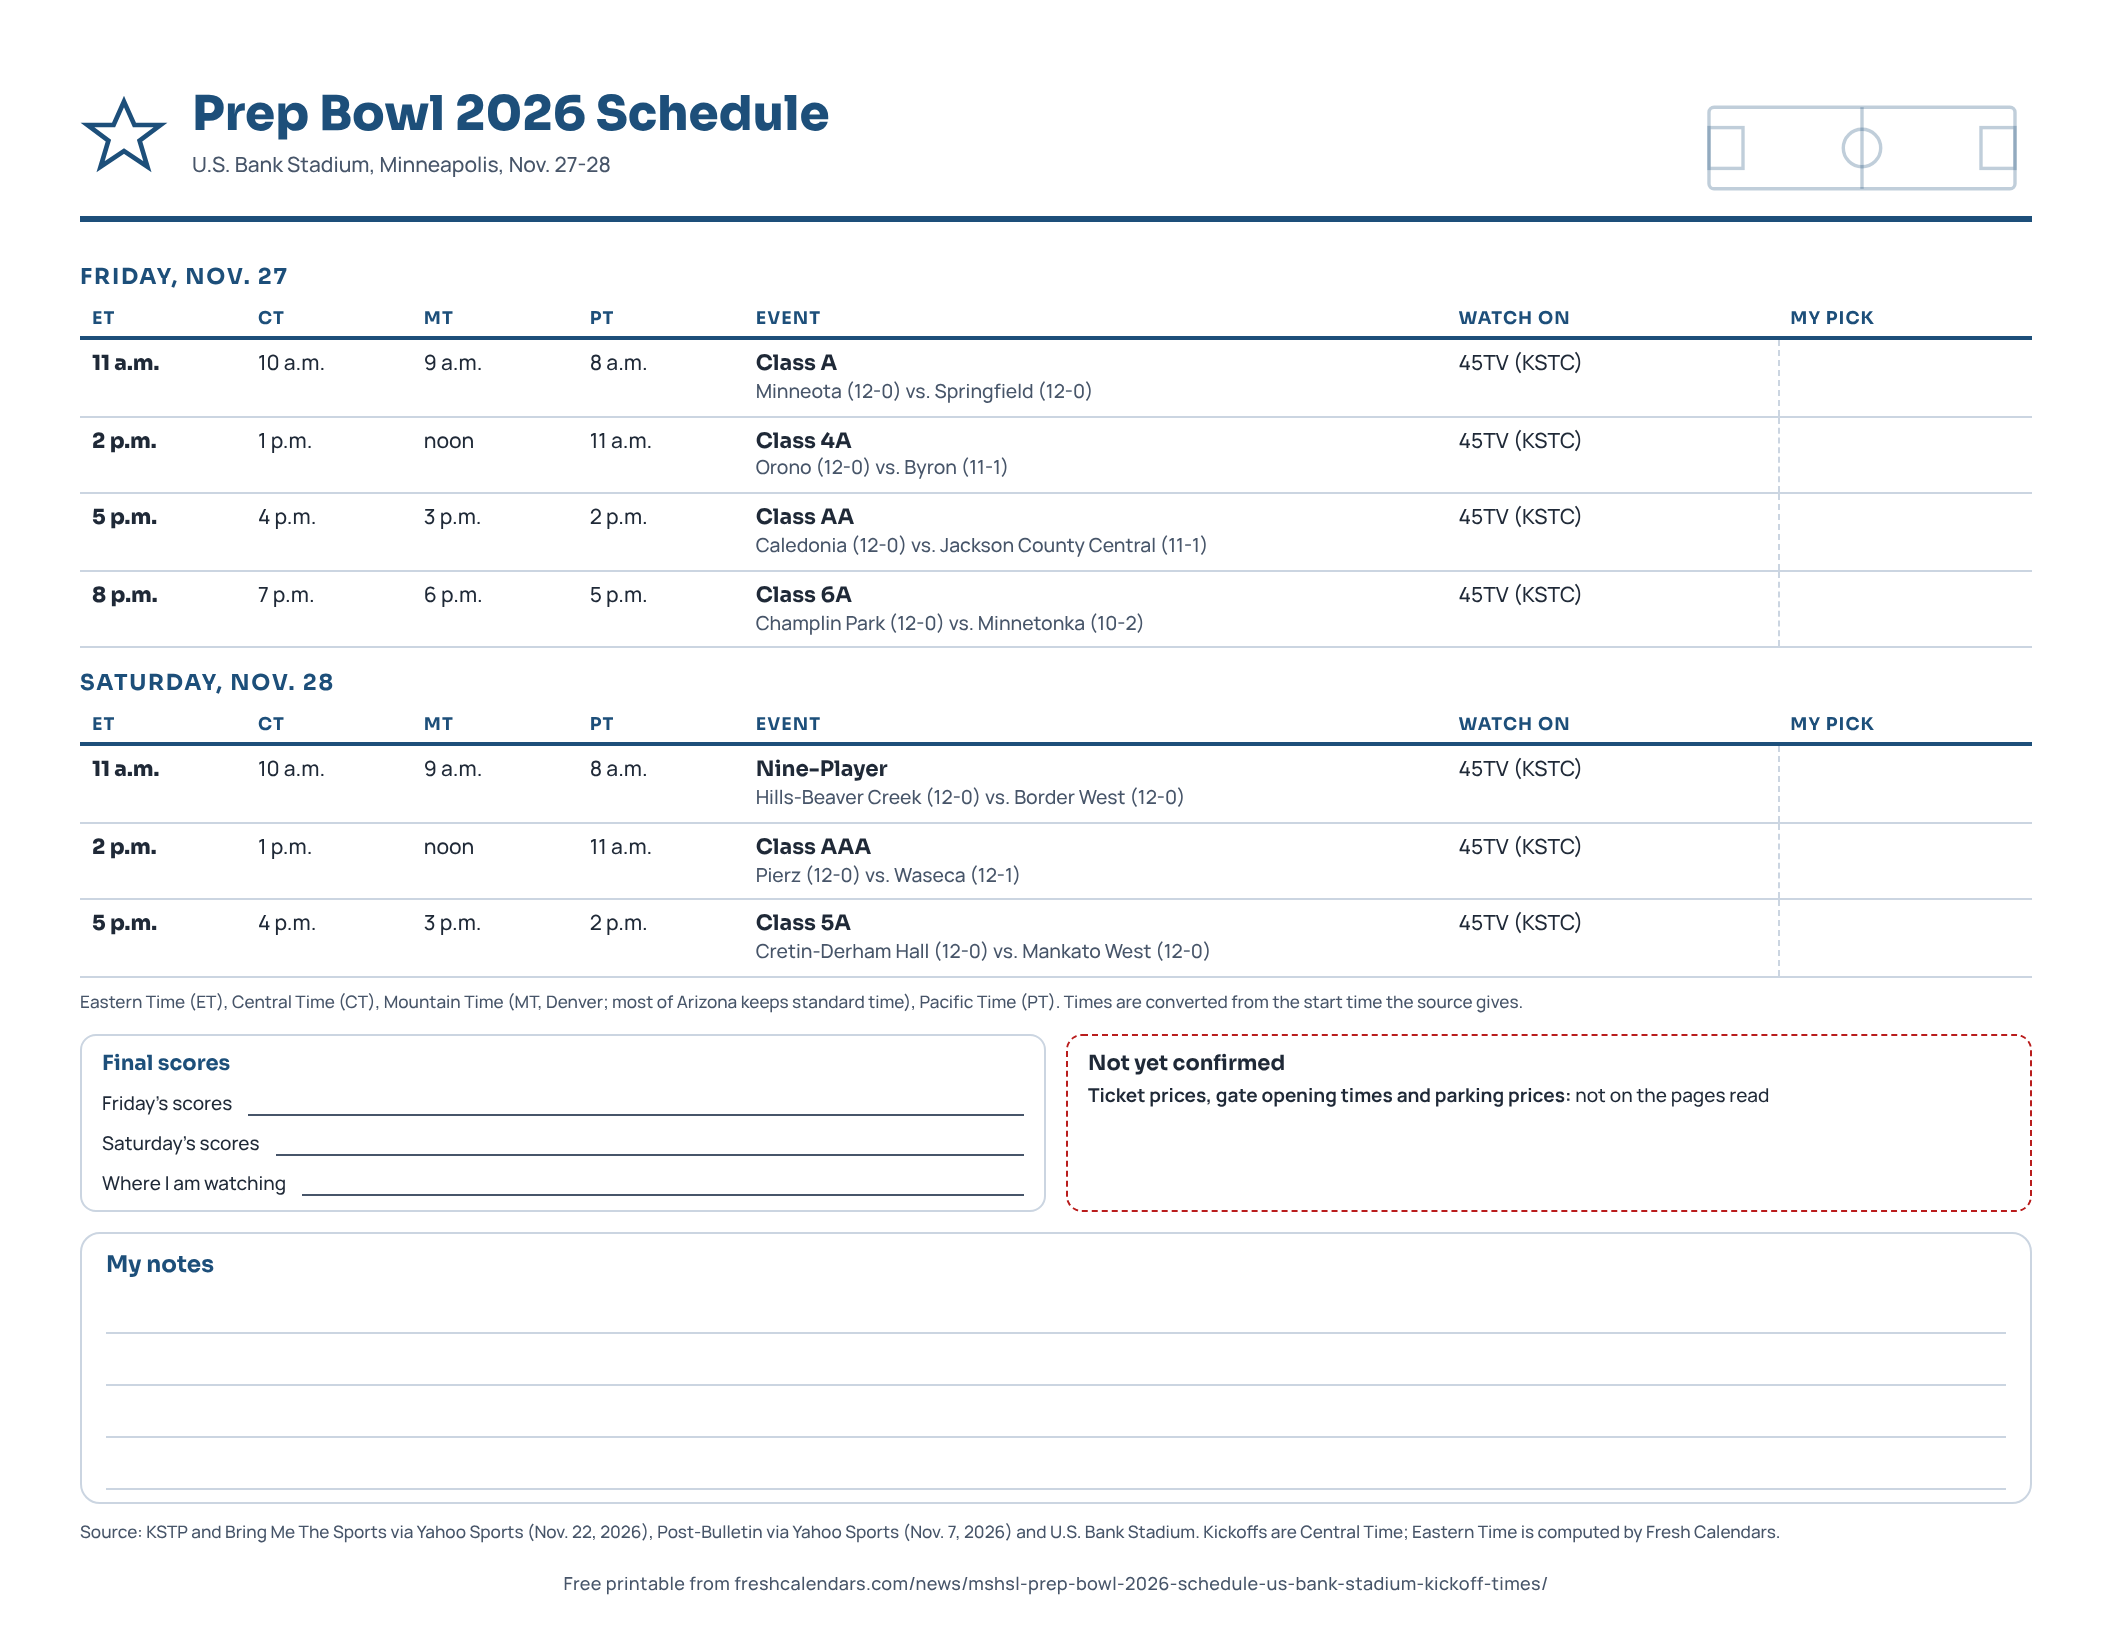 Prep Bowl 2026 Schedule
U.S. Bank Stadium, Minneapolis, Nov. 27-28
FRIDAY, NOV. 27
ET CT MT PT EVENT WATCH ON MY PICK
11 a.m. 10 a.m. 9 a.m. 8 a.m. Class A 45TV (KSTC)
Minneota (12-0) vs. Springfield (12-0)
2 p.m. 1 p.m. noon 11 a.m. Class 4A 45TV (KSTC)
Orono (12-0) vs. Byron (11-1)
5 p.m. 4 p.m. 3 p.m. 2 p.m. Class AA 45TV (KSTC)
Caledonia (12-0) vs. Jackson County Central (11-1)
8 p.m. 7 p.m. 6 p.m. 5 p.m. Class 6A 45TV (KSTC)
Champlin Park (12-0) vs. Minnetonka (10-2)
SATURDAY, NOV. 28
ET CT MT PT EVENT WATCH ON MY PICK
11 a.m. 10 a.m. 9 a.m. 8 a.m. Nine-Player 45TV (KSTC)
Hills-Beaver Creek (12-0) vs. Border West (12-0)
2 p.m. 1 p.m. noon 11 a.m. Class AAA 45TV (KSTC)
Pierz (12-0) vs. Waseca (12-1)
5 p.m. 4 p.m. 3 p.m. 2 p.m. Class 5A 45TV (KSTC)
Cretin-Derham Hall (12-0) vs. Mankato West (12-0)
Eastern Time (ET), Central Time (CT), Mountain Time (MT, Denver; most of Arizona keeps standard time), Pacific Time (PT). Times are converted from the start time the source gives.
Final scores
Friday's scores
Saturday's scores
Where I am watching
Not yet confirmed
Ticket prices, gate opening times and parking prices: not on the pages read
My notes
Source: KSTP and Bring Me The Sports via Yahoo Sports (Nov. 22, 2026), Post-Bulletin via Yahoo Sports (Nov. 7, 2026) and U.S. Bank Stadium. Kickoffs are Central Time; Eastern Time is computed by Fresh Calendars.
Free printable from freshcalendars.com/news/mshsl-prep-bowl-2026-schedule-us-bank-stadium-kickoff-times/